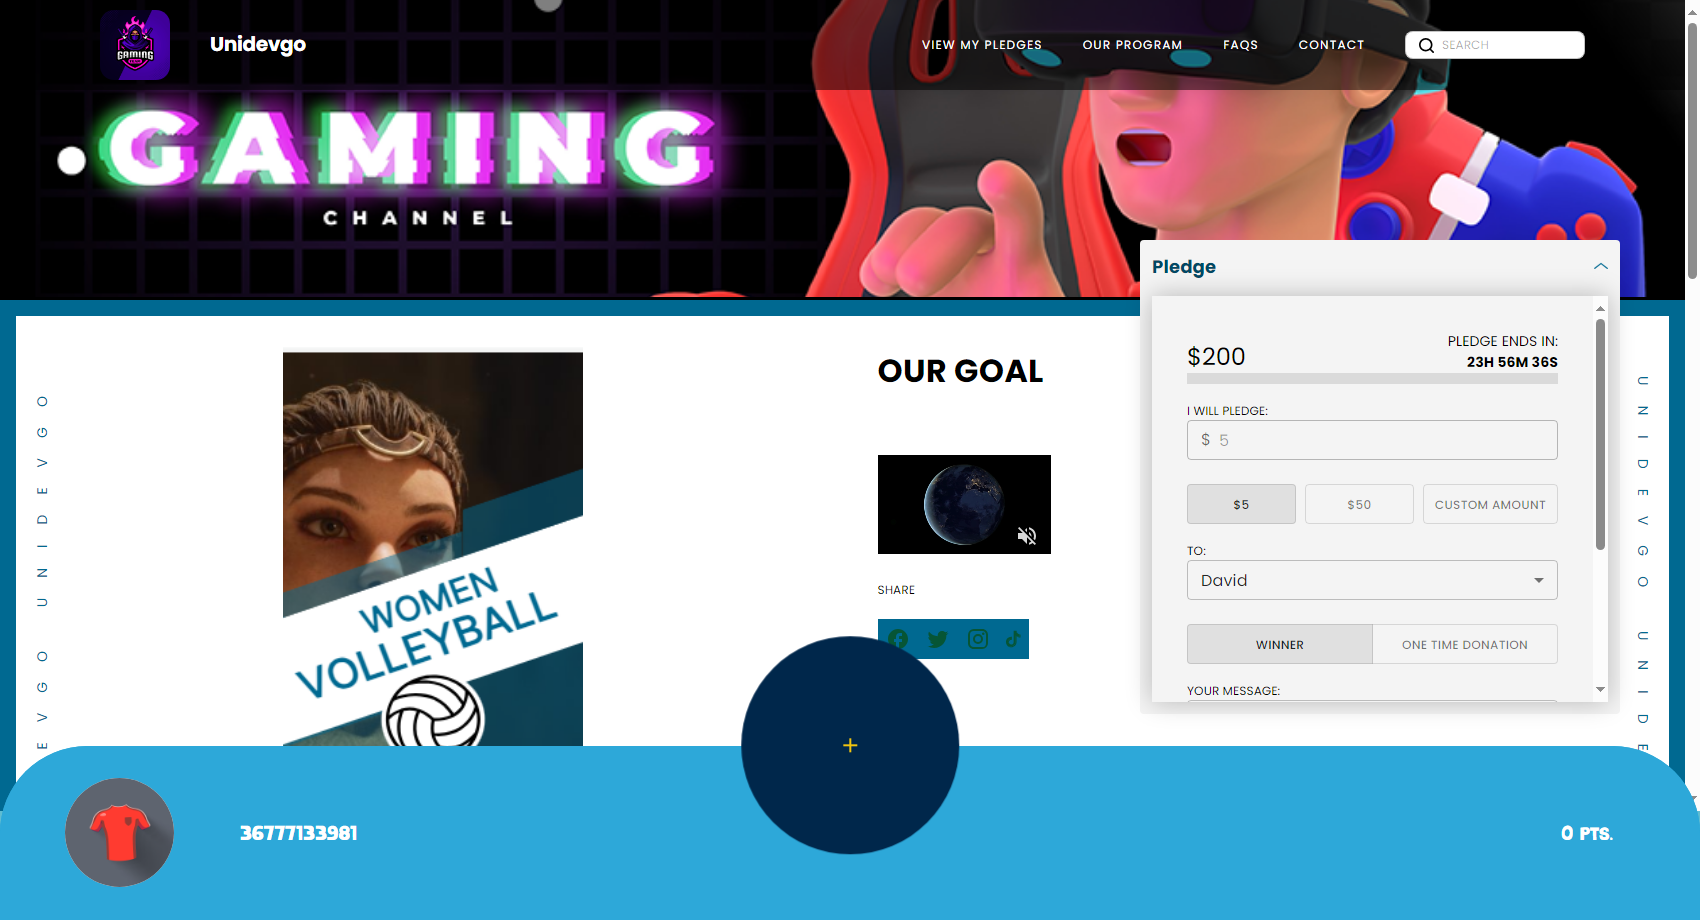 GAMING
Unidevgo
VIEW MY PLEDGES
OUR PROGRAM
FAQS
CONTACT
SEARCH
GAMING
CHANNEL
Pledge
$200
PLEDGE ENDS IN:
23H 56M 36S
I WILL PLEDGE:
$ 5
$5
$50
CUSTOM AMOUNT
TO:
David
WINNER
ONE TIME DONATION
YOUR MESSAGE:
OUR GOAL
SHARE
WOMEN
VOLLEYBALL
EVGO UNIDEVGO
UNIDEVGO UNIDE
36777133981
+
0 PTS.